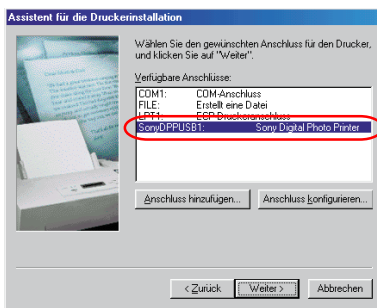 Assistent für die Druckerinstallation
Wählen Sie den gewünschten Anschluss für den Drucker,
und klicken Sie auf "Weiter".
Verfügbare Anschlüsse:
COM1: COM-Anschluss
FILE: Erstellt eine Datei
LPT1: ECP-Druckeranschluss
SonyDPPUSB1: Sony Digital Photo Printer
Anschluss hinzufügen... Anschluss konfigurieren...
< Zurück Weiter > Abbrechen